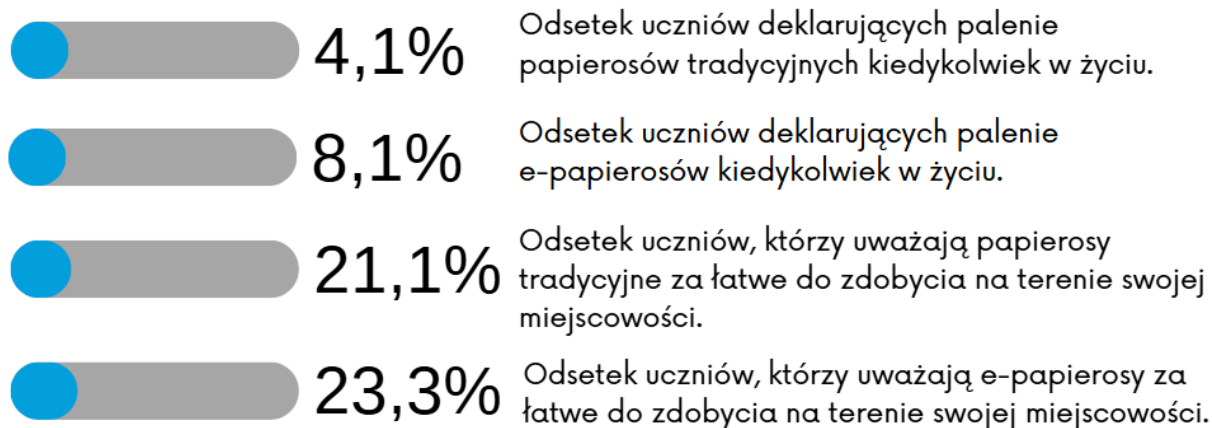 4,1%
Odsetek uczniów deklarujących palenie
papierosów tradycyjnych kiedykolwiek w życiu.
8,1%
Odsetek uczniów deklarujących palenie
e-papierosów kiedykolwiek w życiu.
21,1%
Odsetek uczniów, którzy uważają papierosy
tradycyjne za łatwe do zdobycia na terenie swojej
miejscowości.
23,3%
Odsetek uczniów, którzy uważają e-papierosy za
łatwe do zdobycia na terenie swojej miejscowości.